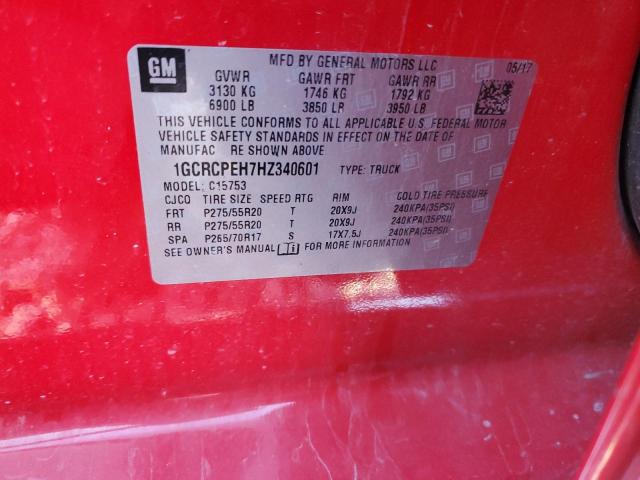 GM
MFD BY GENERAL MOTORS LLC 05/17
GVWR GAWR FRT GAWR RR
3130 KG 1746 KG 1792 KG
6900 LB 3850 LB 3950 LB
THIS VEHICLE CONFORMS TO ALL APPLICABLE U.S. FEDERAL MOTOR
VEHICLE SAFETY STANDARDS IN EFFECT ON THE DATE OF
MANUFAC RE SHOWN ABOVE.
1GCRCPEH7HZ340601 TYPE: TRUCK
MODEL: C15753
CJCQ TIRE SIZE SPEED RTG RIM COLD TIRE PRESSURE
FRT P275/55R20 T 20X9J 240KPA(35PSI)
RR P275/55R20 T 20X9J 240KPA(35PSI)
SPA P265/70R17 S 17X7.5J 240KPA(35PSI)
SEE OWNER'S MANUAL FOR MORE INFORMATION